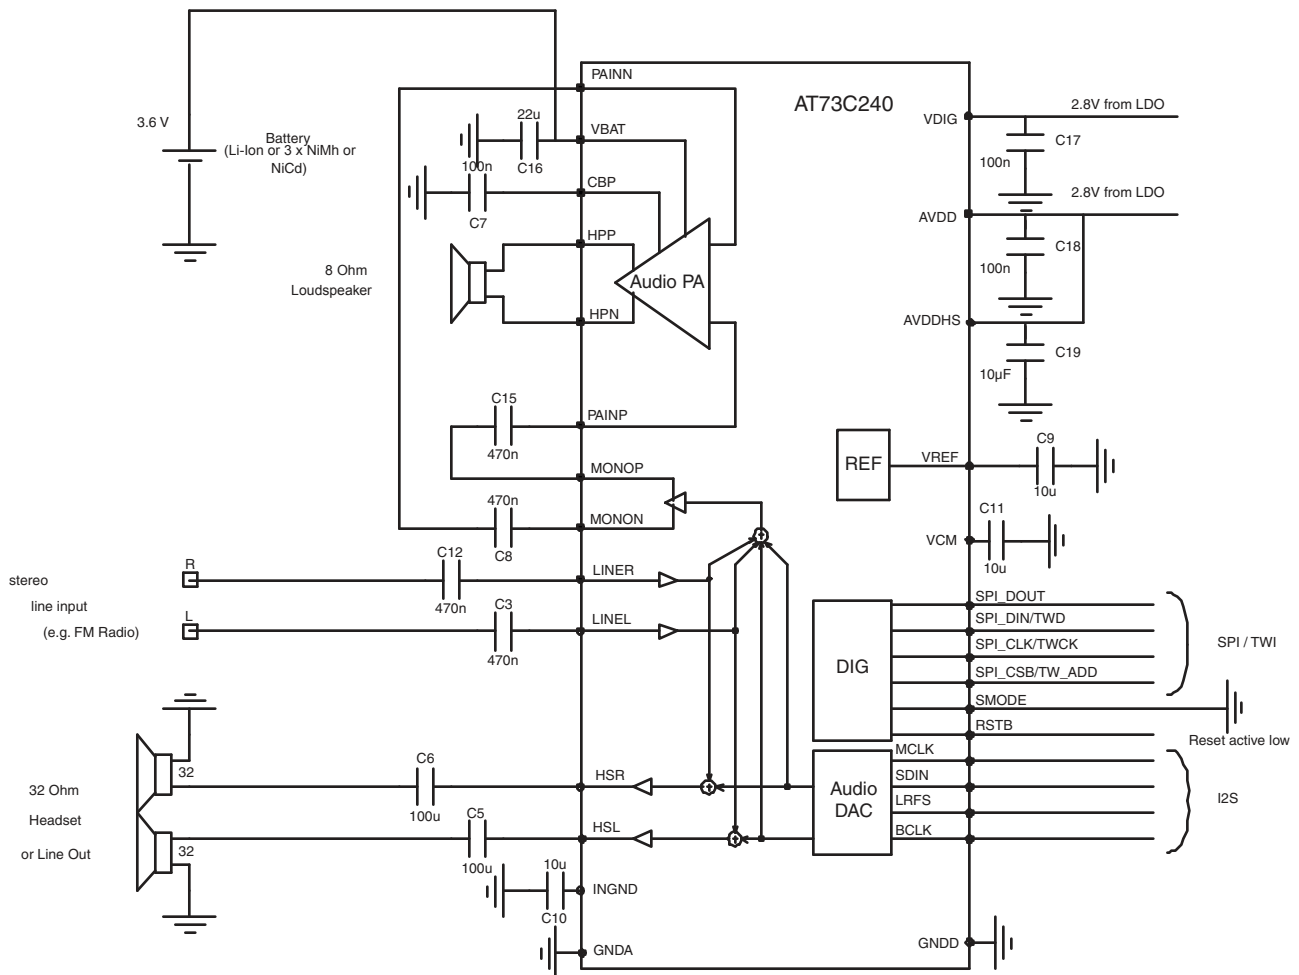 PAINN
AT73C240
2.8V from LDO
VDIG
22u
3.6 V
VBAT
Battery
(Li-Ion or 3 x NiMh or
NiCd)
C17
100n
C16
100n
CBP
2.8V from LDO
C7
AVDD
HPP
C18
8 Ohm
Loudspeaker
Audio PA
100n
HPN
AVDDHS
C19
10µF
C15
PAINP
470n
C9
REF
VREF
MONOP
10u
470n
C11
MONON
C8
VCM
C12
10u
R
LINER
stereo
470n
C3
SPI_DOUT
line input
L
LINEL
SPI_DIN/TWD
(e.g. FM Radio)
SPI_CLK/TWCK
SPI / TWI
470n
DIG
SPI_CSB/TW_ADD
SMODE
RSTB
Reset active low
MCLK
C6
HSR
SDIN
32
32 Ohm
Audio
DAC
I2S
LRFS
100u
C5
Headset
HSL
BCLK
32
or Line Out
100u
10u
INGND
C10
GNDA
GNDD